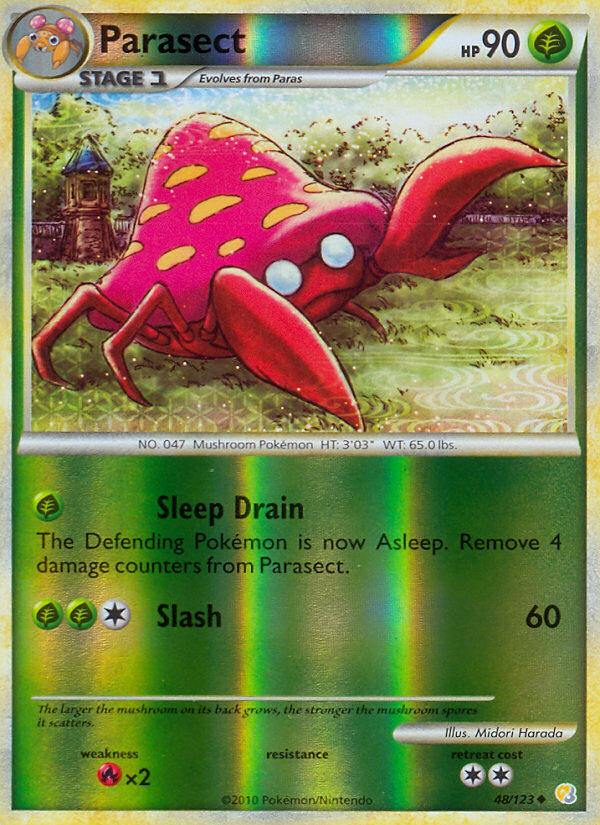 Parasect
HP 90
STAGE 1
Evolves from Paras
NO. 047 Mushroom Pokémon HT: 3'03" WT: 65.0 lbs.
Sleep Drain
The Defending Pokémon is now Asleep. Remove 4
damage counters from Parasect.
Slash 60
The larger the mushroom on its back grows, the stronger the mushroom spores
it scatters.
Illus. Midori Harada
weakness resistance retreat cost
×2
©2010 Pokémon/Nintendo 48/123